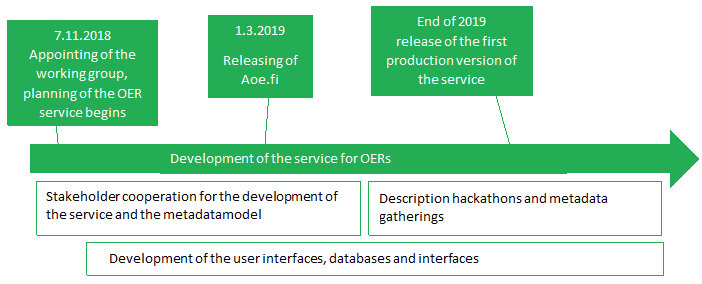 7.11.2018
Appointing of the
working group,
planning of the OER
service begins
1.3.2019
Releasing of
Aoe.fi
End of 2019
release of the first
production version of
the service
Development of the service for OERs
Stakeholder cooperation for the development of
the service and the metadatamodel
Description hackathons and metadata
gatherings
Development of the user interfaces, databases and interfaces